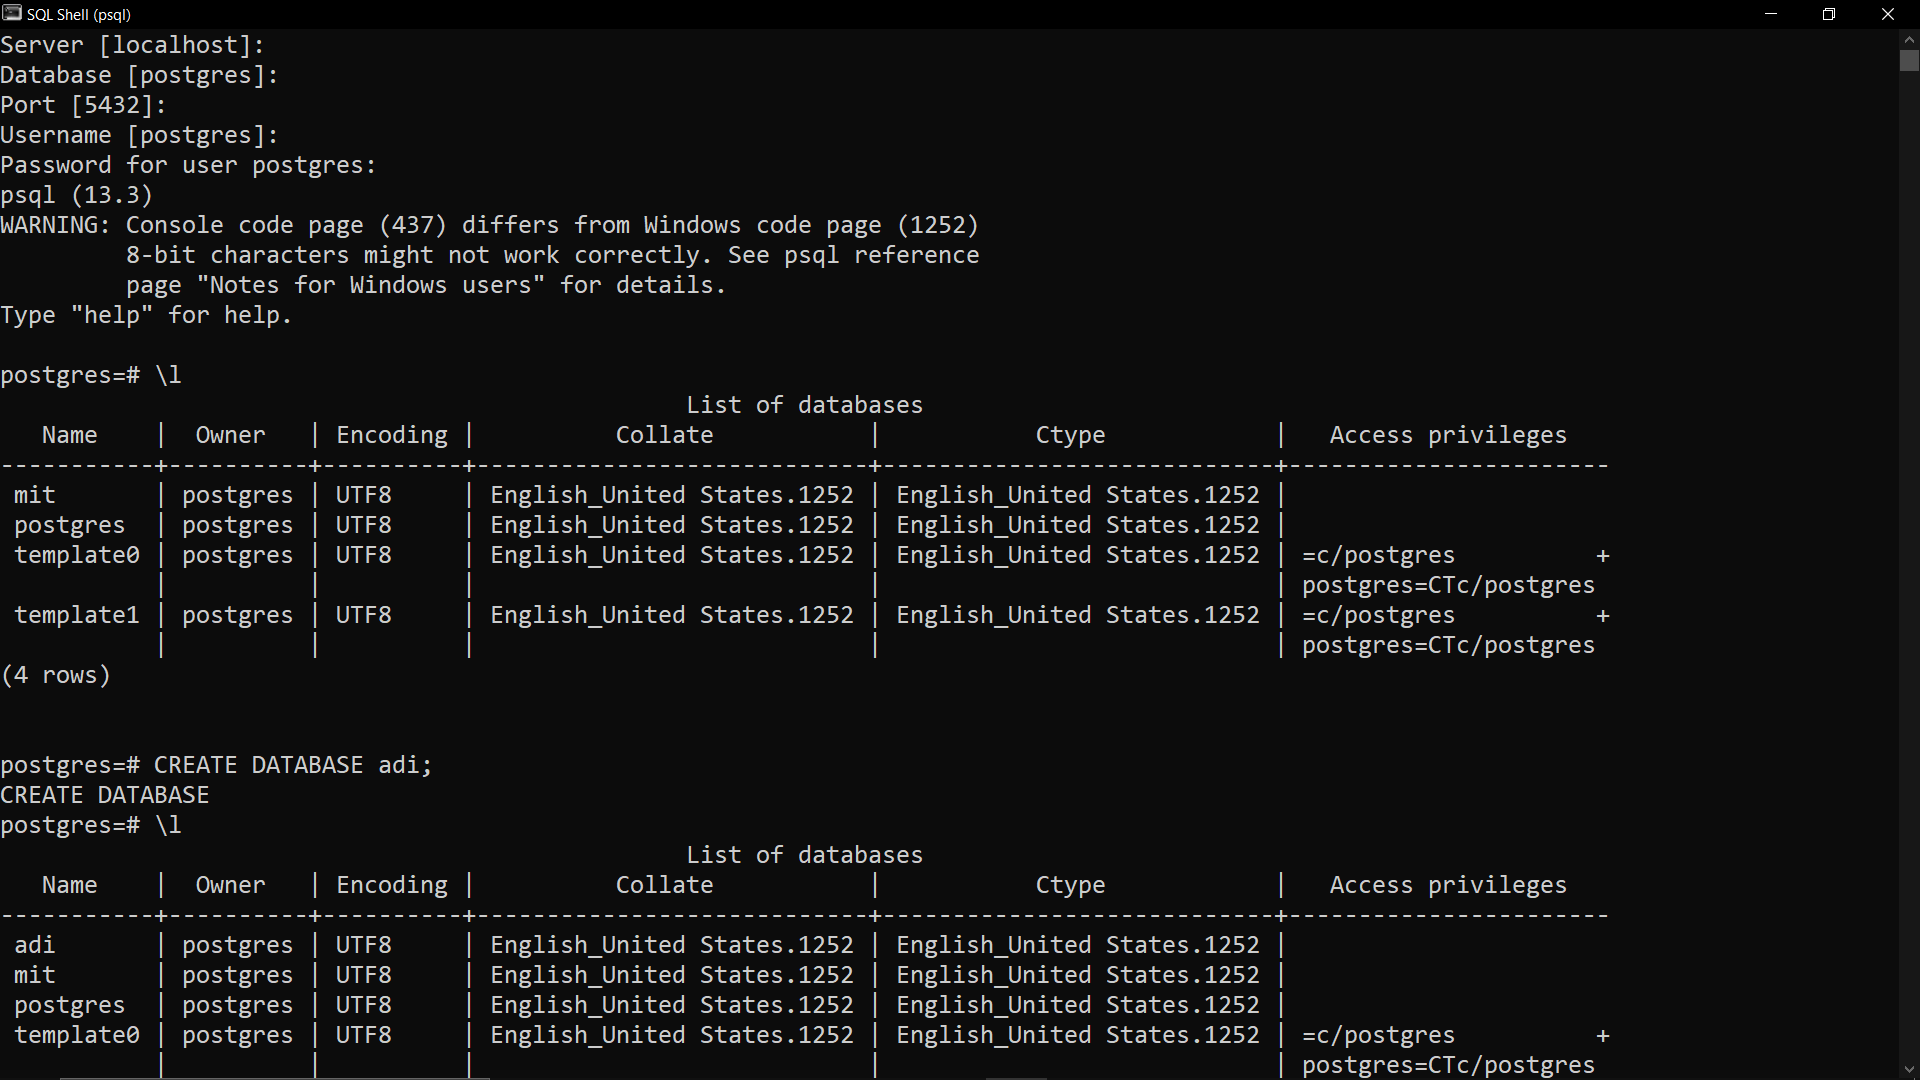 SQL Shell (psql)
Server [localhost]:
Database [postgres]:
Port [5432]:
Username [postgres]:
Password for user postgres:
psql (13.3)
WARNING: Console code page (437) differs from Windows code page (1252)
         8-bit characters might not work correctly. See psql reference
         page "Notes for Windows users" for details.
Type "help" for help.

postgres=# \l
                                                 List of databases
   Name    |  Owner   | Encoding |          Collate           |           Ctype            |   Access privileges
-----------+----------+----------+----------------------------+----------------------------+-----------------------
 mit       | postgres | UTF8     | English_United States.1252 | English_United States.1252 |
 postgres  | postgres | UTF8     | English_United States.1252 | English_United States.1252 |
 template0 | postgres | UTF8     | English_United States.1252 | English_United States.1252 | =c/postgres          +
           |          |          |                            |                            | postgres=CTc/postgres
 template1 | postgres | UTF8     | English_United States.1252 | English_United States.1252 | =c/postgres          +
           |          |          |                            |                            | postgres=CTc/postgres
(4 rows)


postgres=# CREATE DATABASE adi;
CREATE DATABASE
postgres=# \l
                                                 List of databases
   Name    |  Owner   | Encoding |          Collate           |           Ctype            |   Access privileges
-----------+----------+----------+----------------------------+----------------------------+-----------------------
 adi       | postgres | UTF8     | English_United States.1252 | English_United States.1252 |
 mit       | postgres | UTF8     | English_United States.1252 | English_United States.1252 |
 postgres  | postgres | UTF8     | English_United States.1252 | English_United States.1252 |
 template0 | postgres | UTF8     | English_United States.1252 | English_United States.1252 | =c/postgres          +
           |          |          |                            |                            | postgres=CTc/postgres